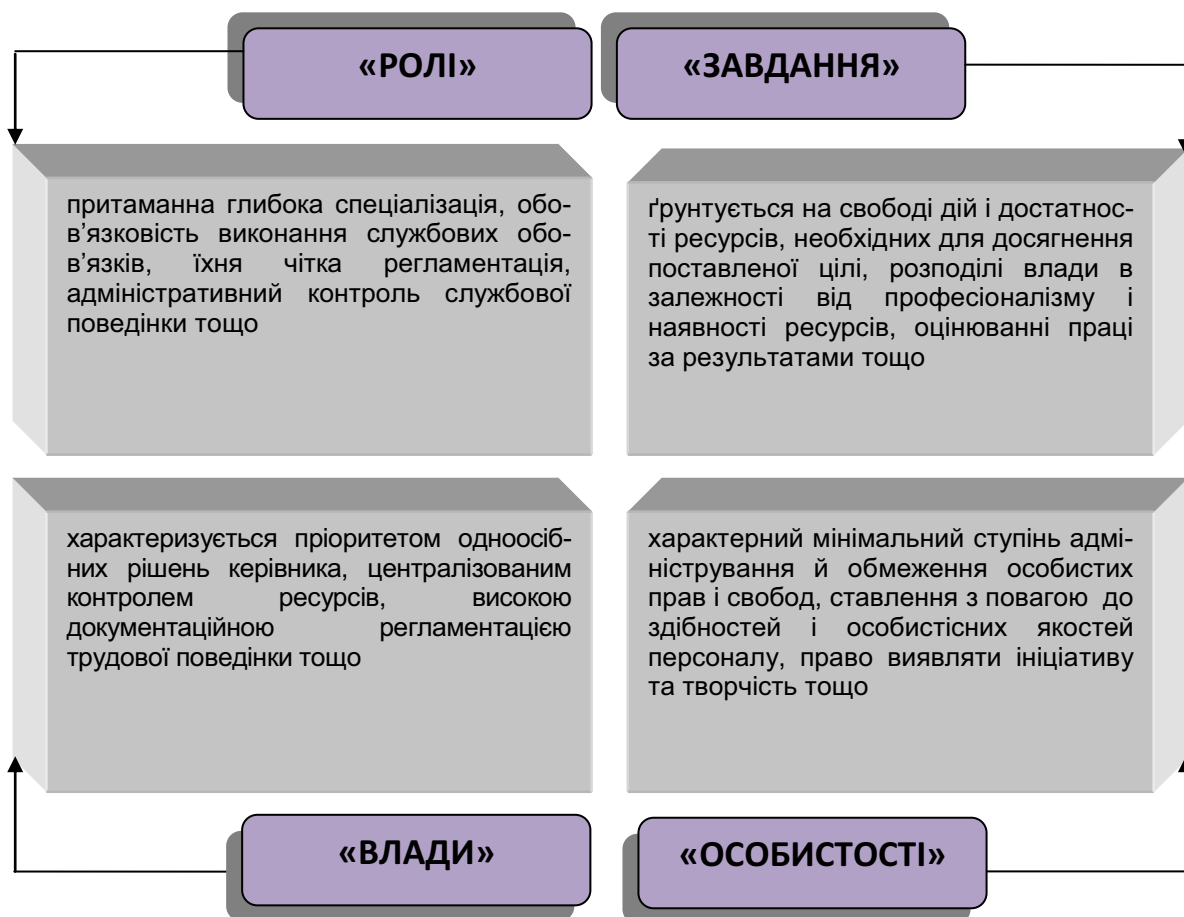 «РОЛІ»
«ЗАВДАННЯ»
притаманна глибока спеціалізація, обо-
в'язковість виконання службових обо-
в'язків, їхня чітка регламентація,
адміністративний контроль службової
поведінки тощо
ґрунтується на свободі дій і достатнос-
ті ресурсів, необхідних для досягнення
поставленої цілі, розподілі влади в
залежності від професіоналізму і
наявності ресурсів, оцінюванні праці
за результатами тощо
характеризується пріоритетом одноосіб-
них рішень керівника, централізованим
контролем ресурсів, високою
документаційною регламентацією
трудової поведінки тощо
характерний мінімальний ступінь адмі-
ністрування й обмеження особистих
прав і свобод, ставлення з повагою до
здібностей і особистісних якостей
персоналу, право виявляти ініціативу
та творчість тощо
«ВЛАДИ»
«ОСОБИСТОСТІ»